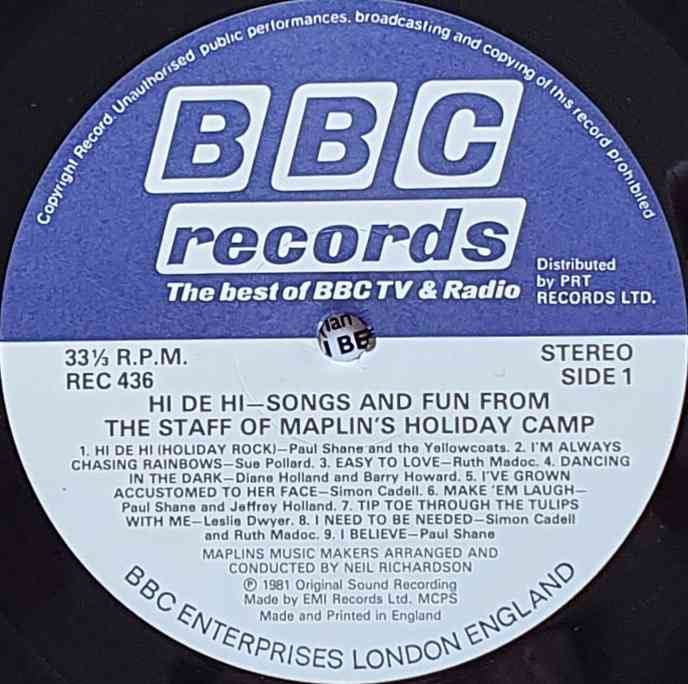 Copyright Record. Unauthorised public performances, broadcasting and copying of this record prohibited
BBC
records
The best of BBC TV & Radio
Distributed
by PRT
RECORDS LTD.
33⅓ R.P.M.
REC 436
STEREO
SIDE 1
HI DE HI—SONGS AND FUN FROM
THE STAFF OF MAPLIN'S HOLIDAY CAMP
1. HI DE HI (HOLIDAY ROCK)—Paul Shane and the Yellowcoats. 2. I'M ALWAYS
CHASING RAINBOWS—Sue Pollard. 3. EASY TO LOVE—Ruth Madoc. 4. DANCING
IN THE DARK—Diane Holland and Barry Howard. 5. I'VE GROWN
ACCUSTOMED TO HER FACE—Simon Cadell. 6. MAKE 'EM LAUGH—
Paul Shane and Jeffrey Holland. 7. TIP TOE THROUGH THE TULIPS
WITH ME—Leslie Dwyer. 8. I NEED TO BE NEEDED—Simon Cadell
and Ruth Madoc. 9. I BELIEVE—Paul Shane
MAPLINS MUSIC MAKERS ARRANGED AND
CONDUCTED BY NEIL RICHARDSON
℗ 1981 Original Sound Recording
Made by EMI Records Ltd. MCPS
Made and Printed in England
BBC ENTERPRISES LONDON ENGLAND